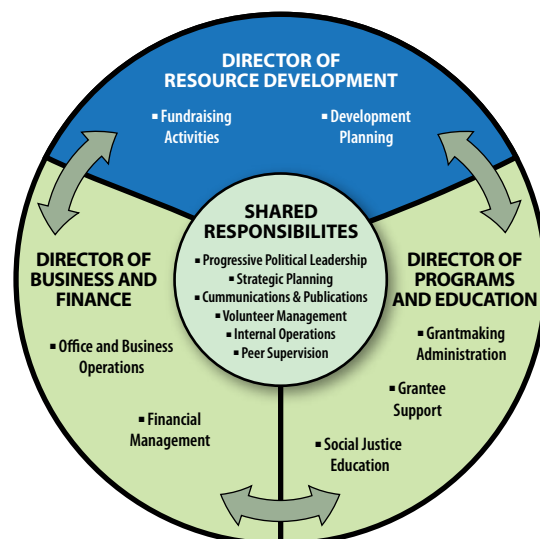 DIRECTOR OF
RESOURCE DEVELOPMENT
▪ Fundraising
Activities
▪ Development
Planning
SHARED
RESPONSIBILITES
▪ Progressive Political Leadership
▪ Strategic Planning
▪ Cummunications & Publications
▪ Volunteer Management
▪ Internal Operations
▪ Peer Supervision
DIRECTOR OF
BUSINESS AND
FINANCE
▪ Office and Business
Operations
▪ Financial
Management
DIRECTOR OF
PROGRAMS
AND EDUCATION
▪ Grantmaking
Administration
▪ Grantee
Support
▪ Social Justice
Education